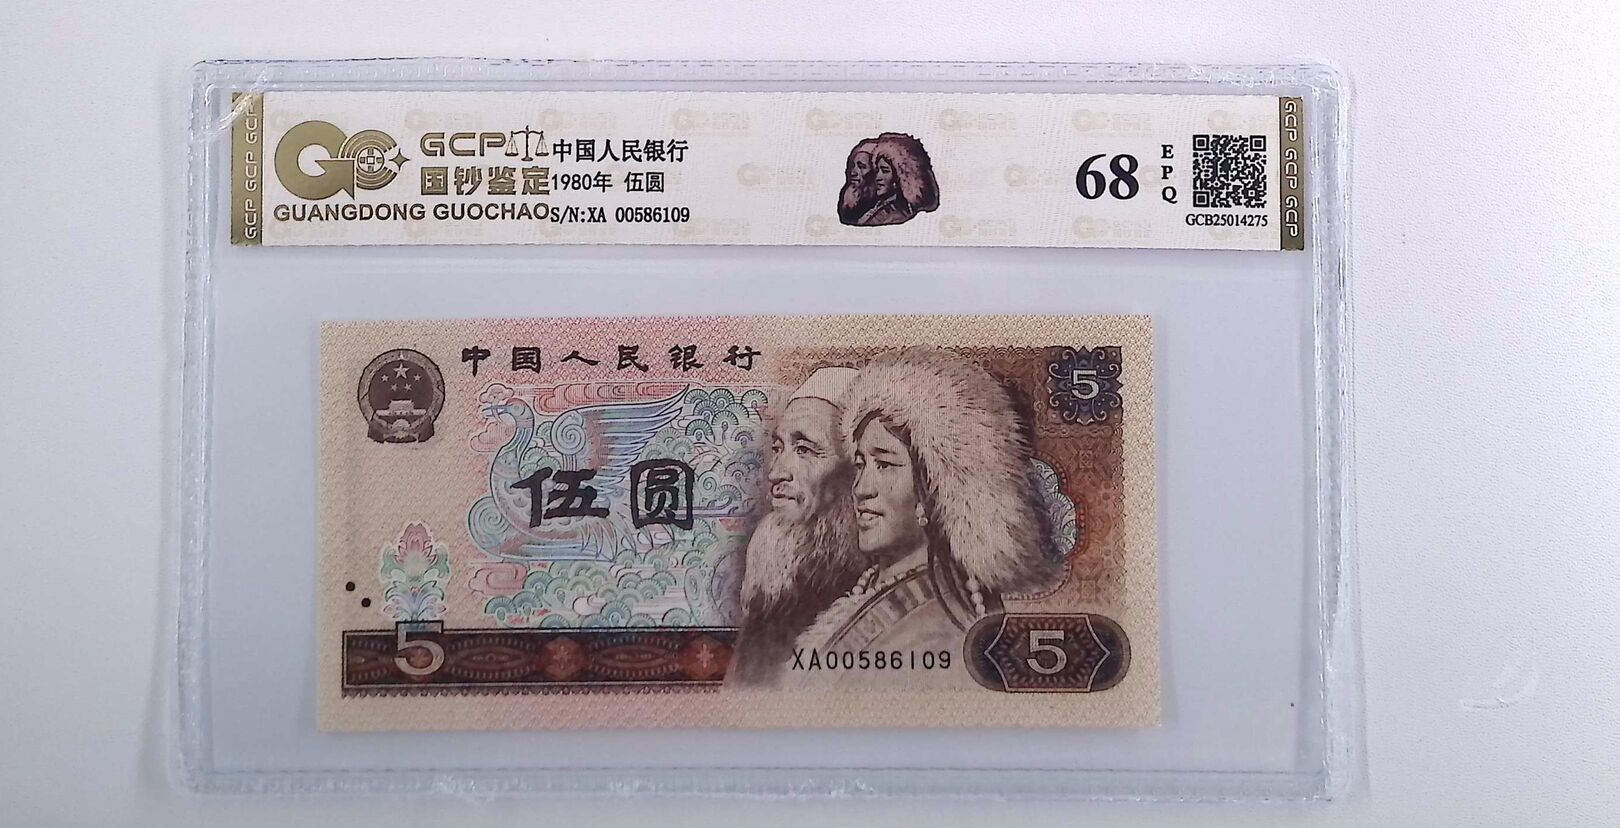 GCP GCP GCP
GCP
国钞鉴定
GUANGDONG GUOCHAO
中国人民银行
1980年 伍圆
S/N:XA 00586109
68
EPQ
GCB25014275
GCP GCP GCP
中国人民银行
5
伍圆
5
XA00586109
5